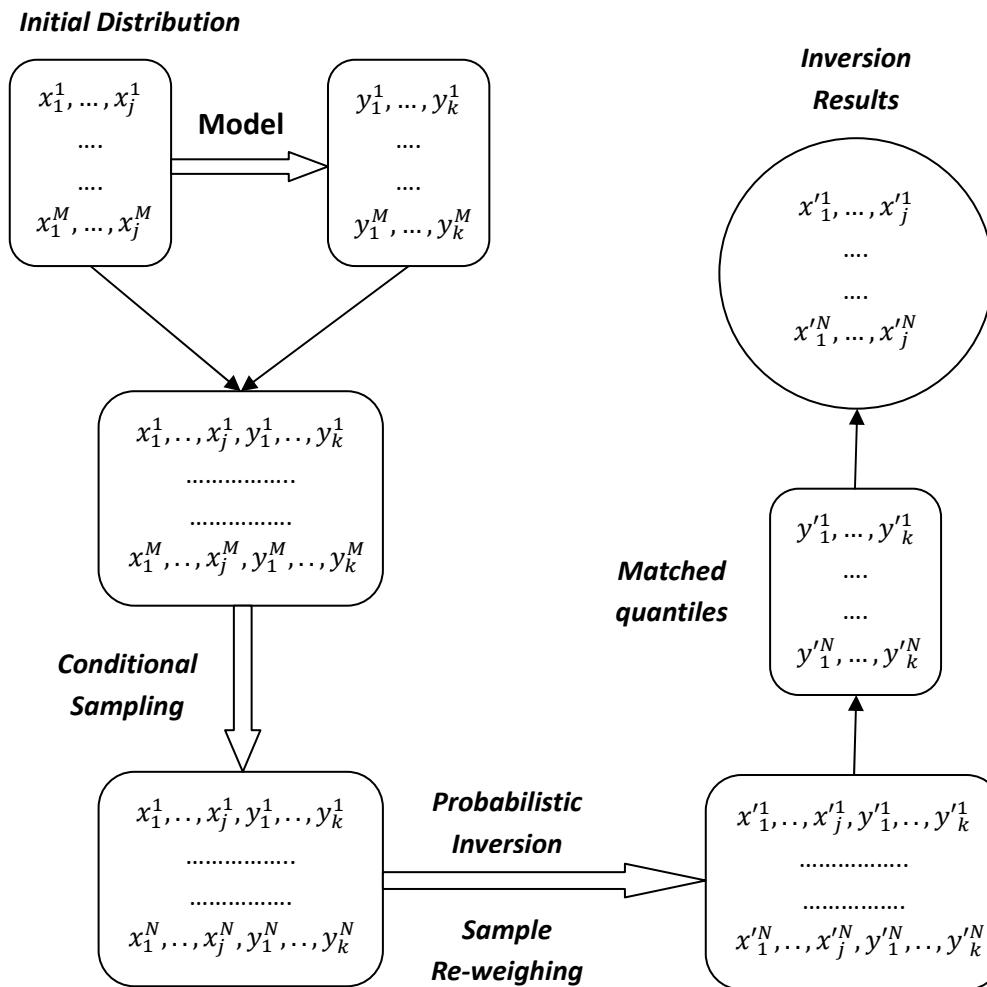 Initial Distribution
x_1^1, …, x_j^1
….
….
x_1^M, …, x_j^M
Model
y_1^1, …, y_k^1
….
….
y_1^M, …, y_k^M
x_1^1, . . , x_j^1, y_1^1, . . , y_k^1
……………..
…………….
x_1^M, . . , x_j^M, y_1^M, . . , y_k^M
Conditional
Sampling
x_1^1, . . , x_j^1, y_1^1, . . , y_k^1
……………..
…………….
x_1^N, . . , x_j^N, y_1^N, . . , y_k^N
Probabilistic
Inversion
Sample
Re-weighing
x'_1^1, . . , x'_j^1, y'_1^1, . . , y'_k^1
……………..
…………….
x'_1^N, . . , x'_j^N, y'_1^N, . . , y'_k^N
Matched
quantiles
y'_1^1, …, y'_k^1
….
….
y'_1^N, …, y'_k^N
Inversion
Results
x'_1^1, …, x'_j^1
….
….
x'_1^N, …, x'_j^N